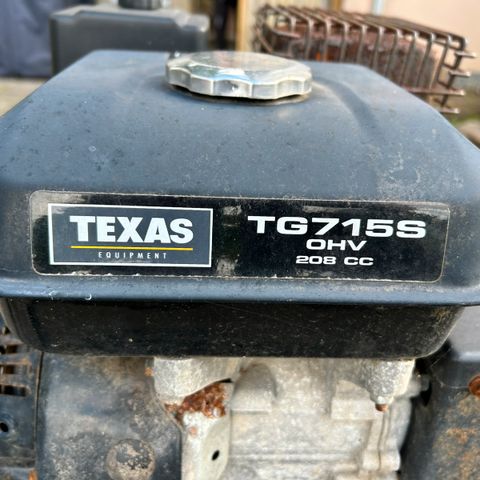 TEXAS
EQUIPMENT
TG715S
OHV
208 CC